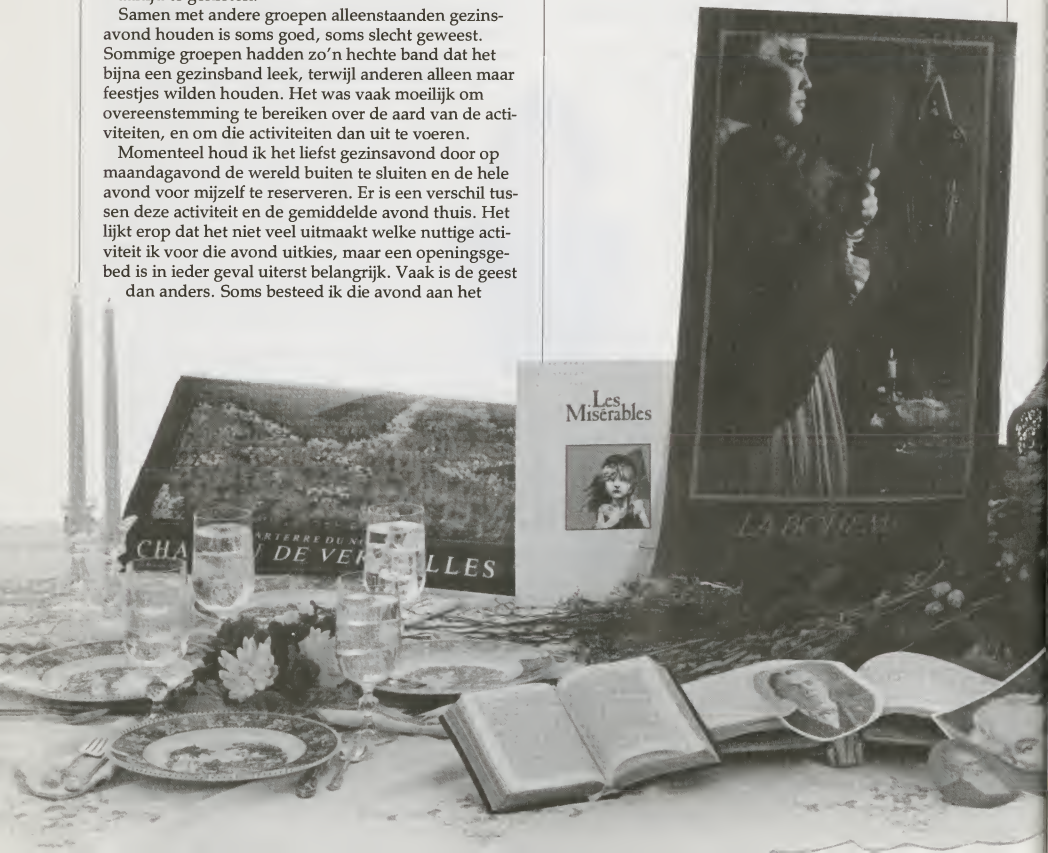 Samen met andere groepen alleenstaanden gezins-
avond houden is soms goed, soms slecht geweest.
Sommige groepen hadden zo'n hechte band dat het
bijna een gezinsband leek, terwijl anderen alleen maar
feestjes wilden houden. Het was vaak moeilijk om
overeenstemming te bereiken over de aard van de acti-
viteiten, en om die activiteiten dan uit te voeren.
Momenteel houd ik het liefst gezinsavond door op
maandagavond de wereld buiten te sluiten en de hele
avond voor mijzelf te reserveren. Er is een verschil tus-
sen deze activiteit en de gemiddelde avond thuis. Het
lijkt erop dat het niet veel uitmaakt welke nuttige acti-
viteit ik voor die avond uitkies, maar een openingsge-
bed is in ieder geval uiterst belangrijk. Vaak is de geest
dan anders. Soms besteed ik die avond aan het
Les
Misérables
LA BOHEME
ARTERRE DU N
CHA U DE VER LLES